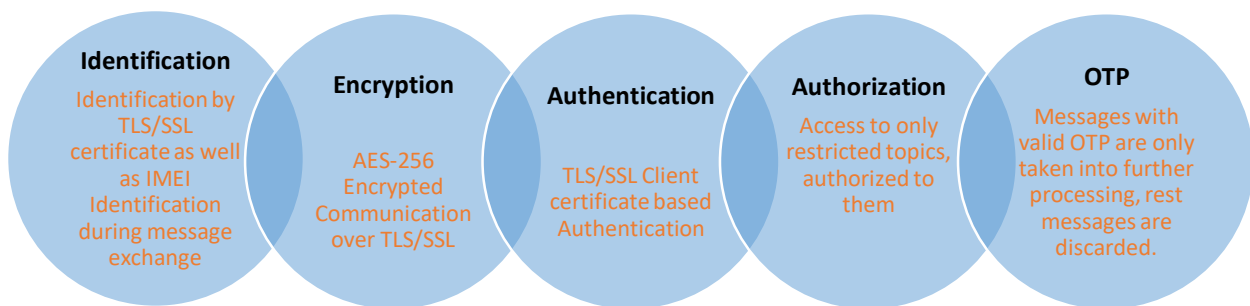 Identification
Identification by
TLS/SSL
certificate as well
as IMEI
Identification
during message
exchange
Encryption
AES-256
Encrypted
Communication
over TLS/SSL
Authentication
TLS/SSL Client
certificate based
Authentication
Authorization
Access to only
restricted topics,
authorized to
them
OTP
Messages with
valid OTP are only
taken into further
processing, rest
messages are
discarded.